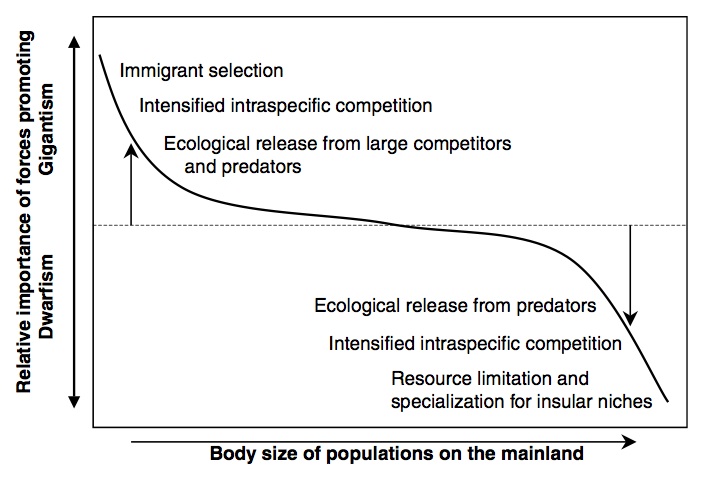 Relative importance of forces promoting
Gigantism
Dwarfism
Immigrant selection
Intensified intraspecific competition
Ecological release from large competitors
and predators
Ecological release from predators
Intensified intraspecific competition
Resource limitation and
specialization for insular niches
Body size of populations on the mainland